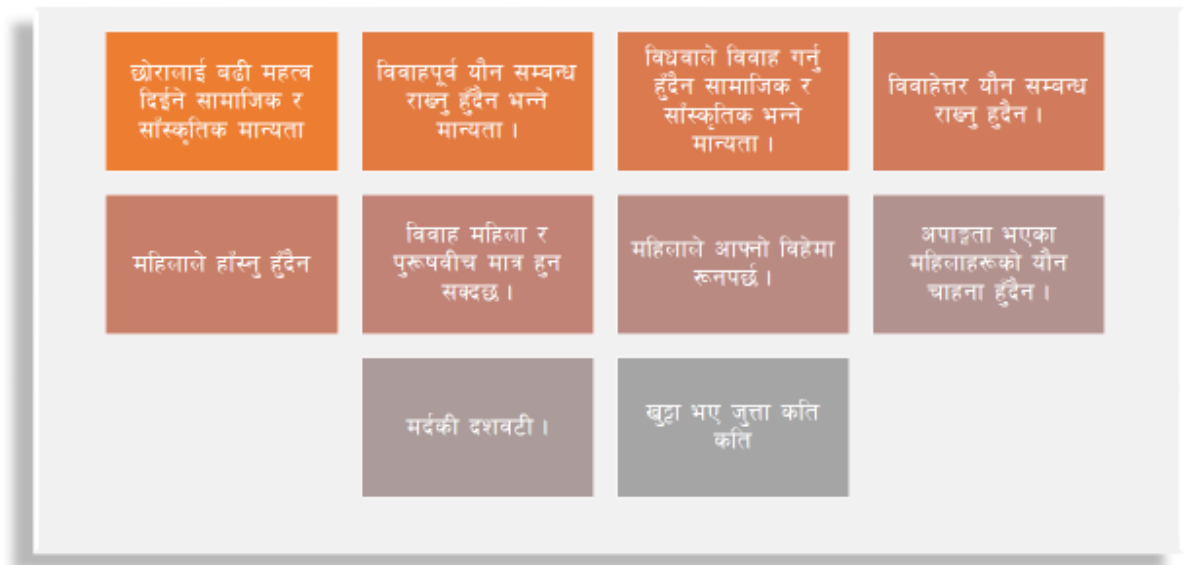 छोरालाई बढी महत्व
दिईने सामाजिक र
साँस्कृतिक मान्यता
विवाहपूर्व यौन सम्बन्ध
राख्नु हुँदैन भन्ने
मान्यता ।
विधवाले विवाह गर्नु
हुँदैन सामाजिक र
साँस्कृतिक भन्ने
मान्यता ।
विवाहेत्तर यौन सम्बन्ध
राख्नु हुदैन ।
महिलाले हाँस्नु हुँदैन
विवाह महिला र
पुरूषवीच मात्र हुन
सक्दछ ।
महिलाले आफ्नो विहेमा
रूनपर्छ ।
अपाङ्गता भएका
महिलाहरूको यौन
चाहना हुँदैन ।
मर्दकी दशवटी ।
खुट्टा भए जुत्ता कति
कति